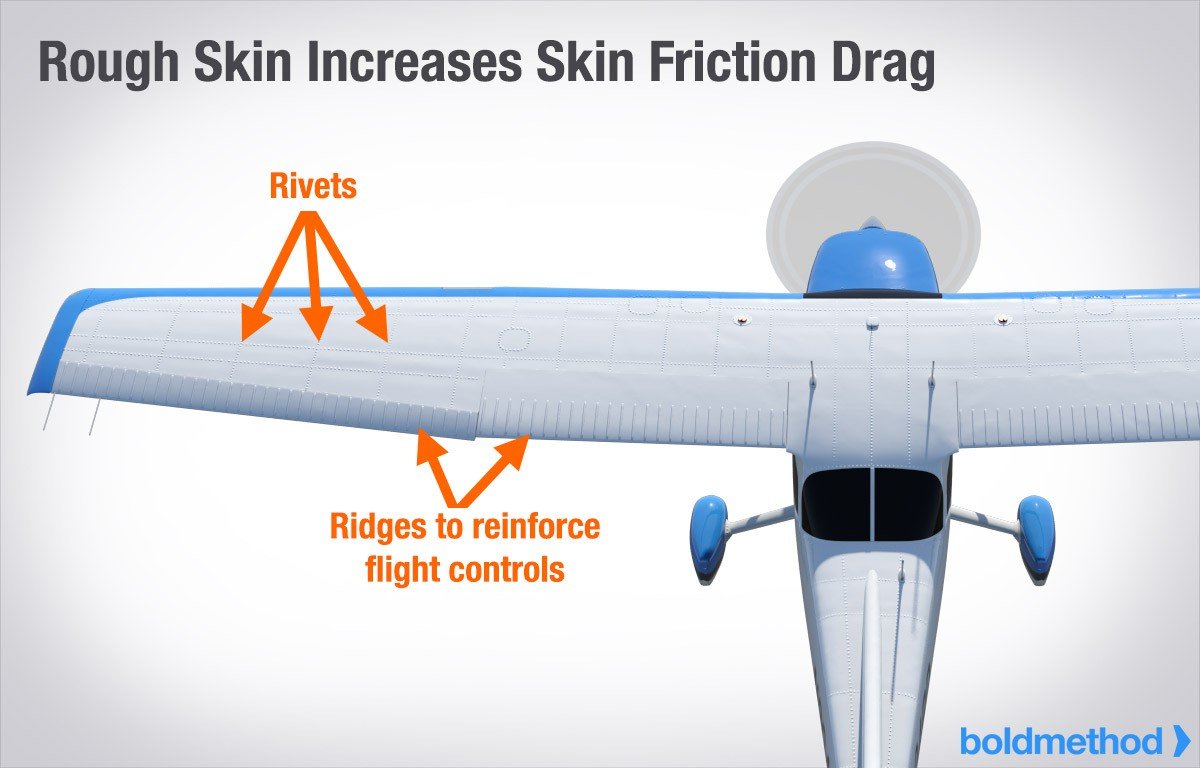 Rough Skin Increases Skin Friction Drag
Rivets
Ridges to reinforce
flight controls
boldmethod